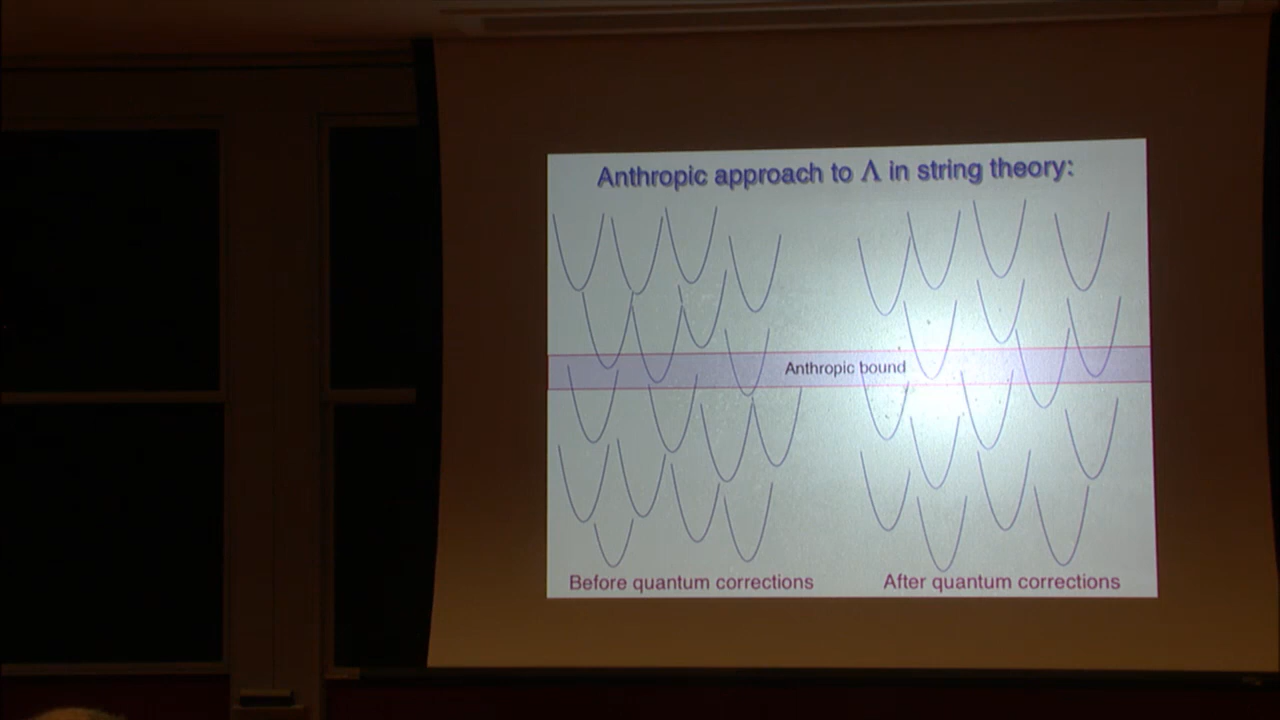 Anthropic approach to Λ in string theory:
Anthropic bound
Before quantum corrections
After quantum corrections